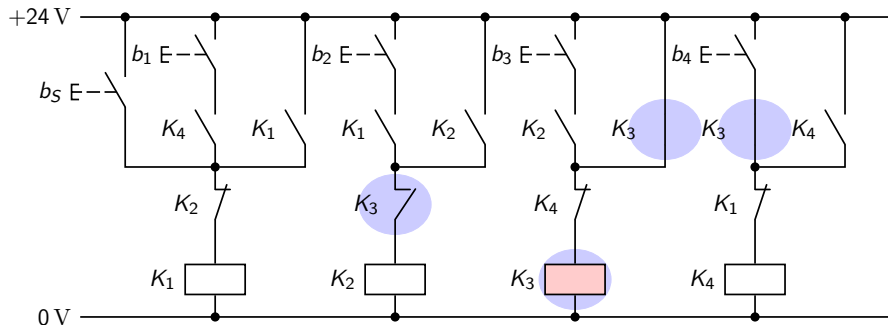 +24 V
b1 b2 b3 b4
bS
K4 K1 K1 K2 K2 K3 K3 K4
K2 K3 K4 K1
K1 K2 K3 K4
0 V